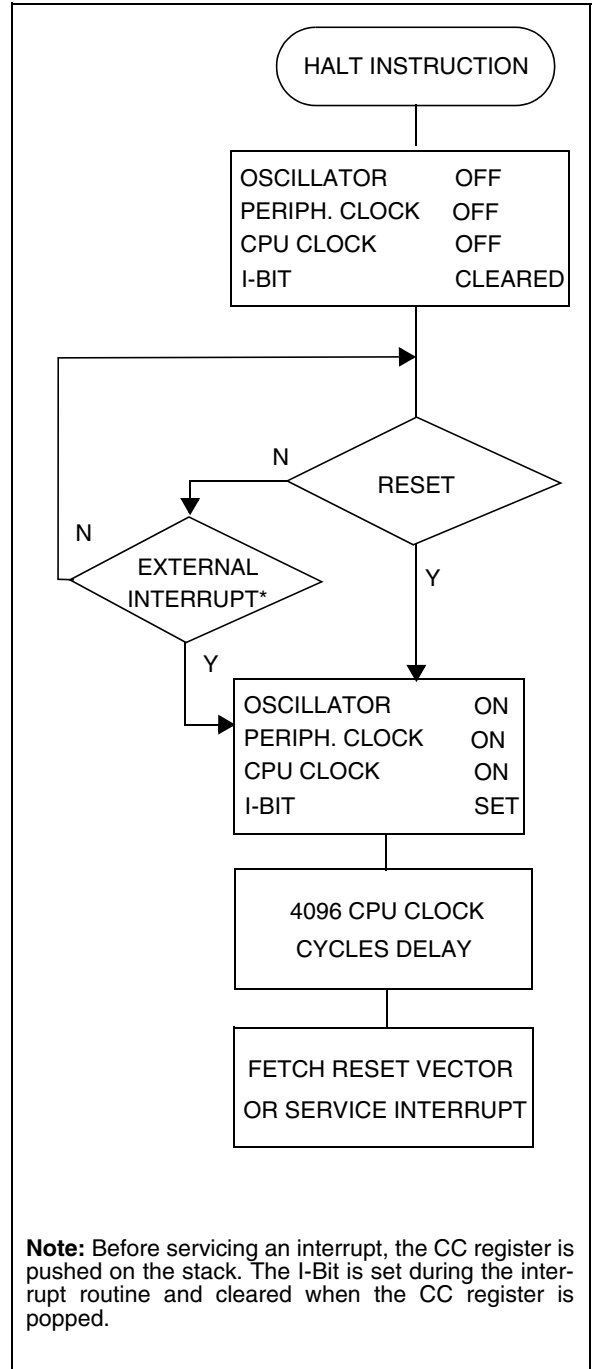 HALT INSTRUCTION
OSCILLATOR OFF
PERIPH. CLOCK OFF
CPU CLOCK OFF
I-BIT CLEARED
N
RESET
N
EXTERNAL
INTERRUPT*
Y
Y
OSCILLATOR ON
PERIPH. CLOCK ON
CPU CLOCK ON
I-BIT SET
4096 CPU CLOCK
CYCLES DELAY
FETCH RESET VECTOR
OR SERVICE INTERRUPT
Note: Before servicing an interrupt, the CC register is
pushed on the stack. The I-Bit is set during the inter-
rupt routine and cleared when the CC register is
popped.